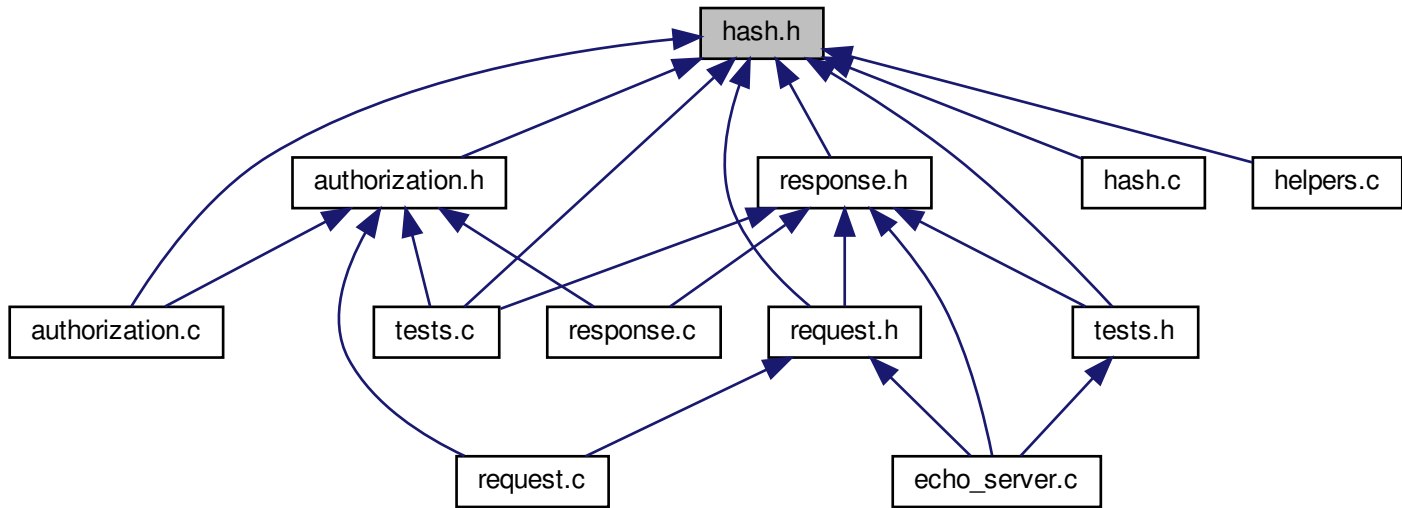 hash.h
authorization.h
response.h
hash.c
helpers.c
authorization.c
tests.c
response.c
request.h
tests.h
request.c
echo_server.c